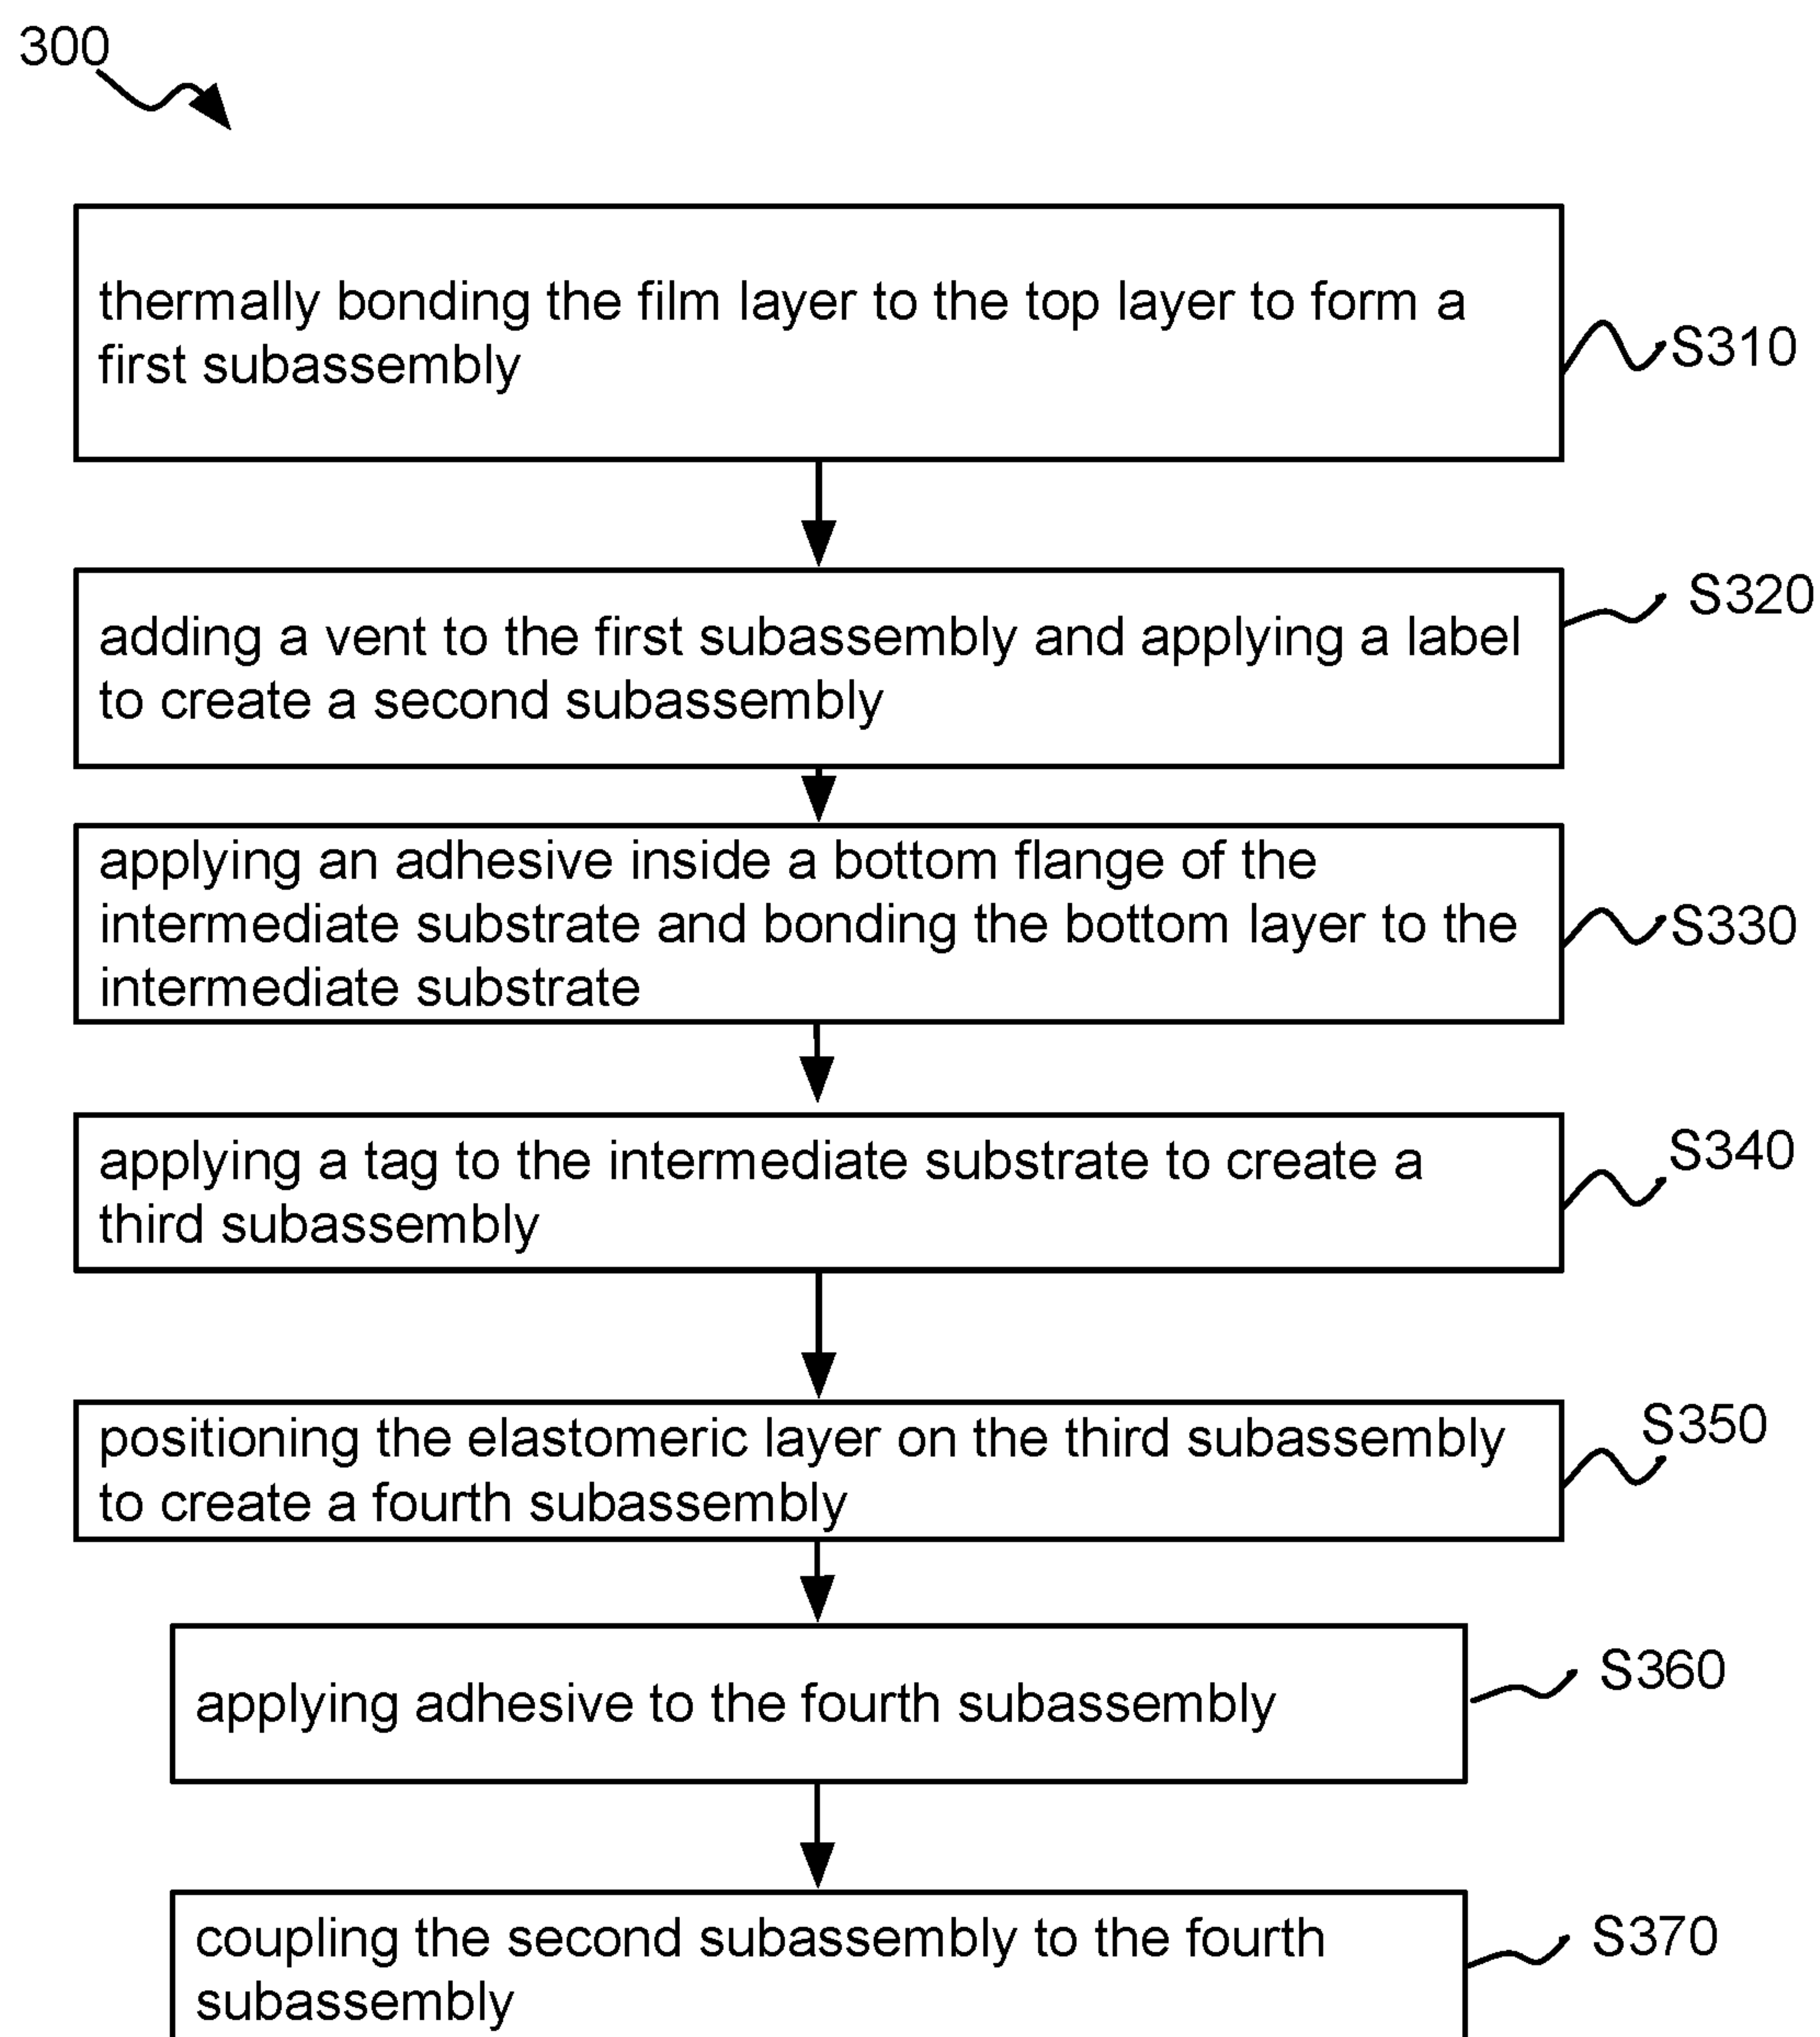 300
thermally bonding the film layer to the top layer to form a
first subassembly
S310
adding a vent to the first subassembly and applying a label
to create a second subassembly
S320
applying an adhesive inside a bottom flange of the
intermediate substrate and bonding the bottom layer to the
intermediate substrate
S330
applying a tag to the intermediate substrate to create a
third subassembly
S340
positioning the elastomeric layer on the third subassembly
to create a fourth subassembly
S350
applying adhesive to the fourth subassembly
S360
coupling the second subassembly to the fourth
subassembly
S370